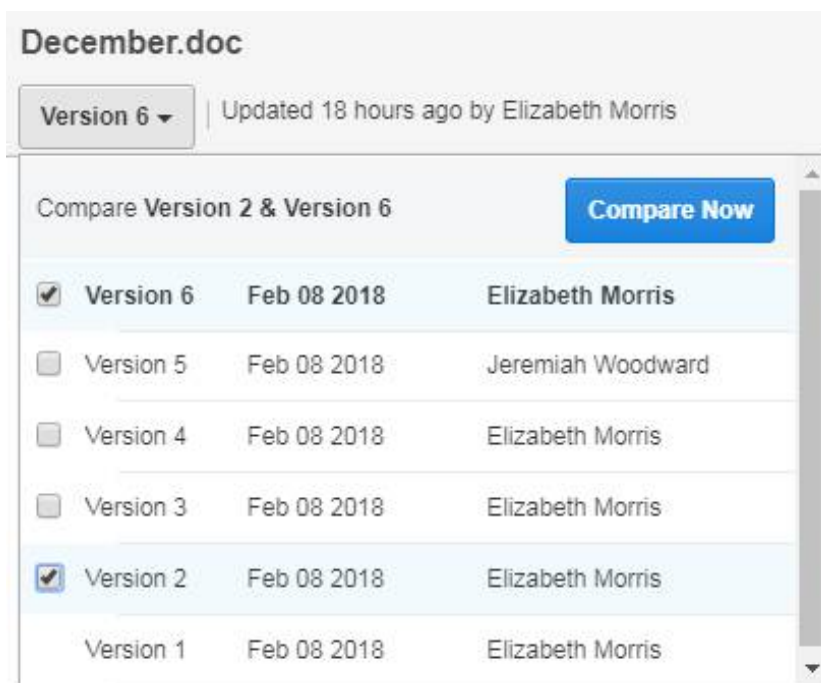 December.doc
Version 6 | Updated 18 hours ago by Elizabeth Morris
Compare Version 2 & Version 6 Compare Now
Version 6 Feb 08 2018 Elizabeth Morris
Version 5 Feb 08 2018 Jeremiah Woodward
Version 4 Feb 08 2018 Elizabeth Morris
Version 3 Feb 08 2018 Elizabeth Morris
Version 2 Feb 08 2018 Elizabeth Morris
Version 1 Feb 08 2018 Elizabeth Morris